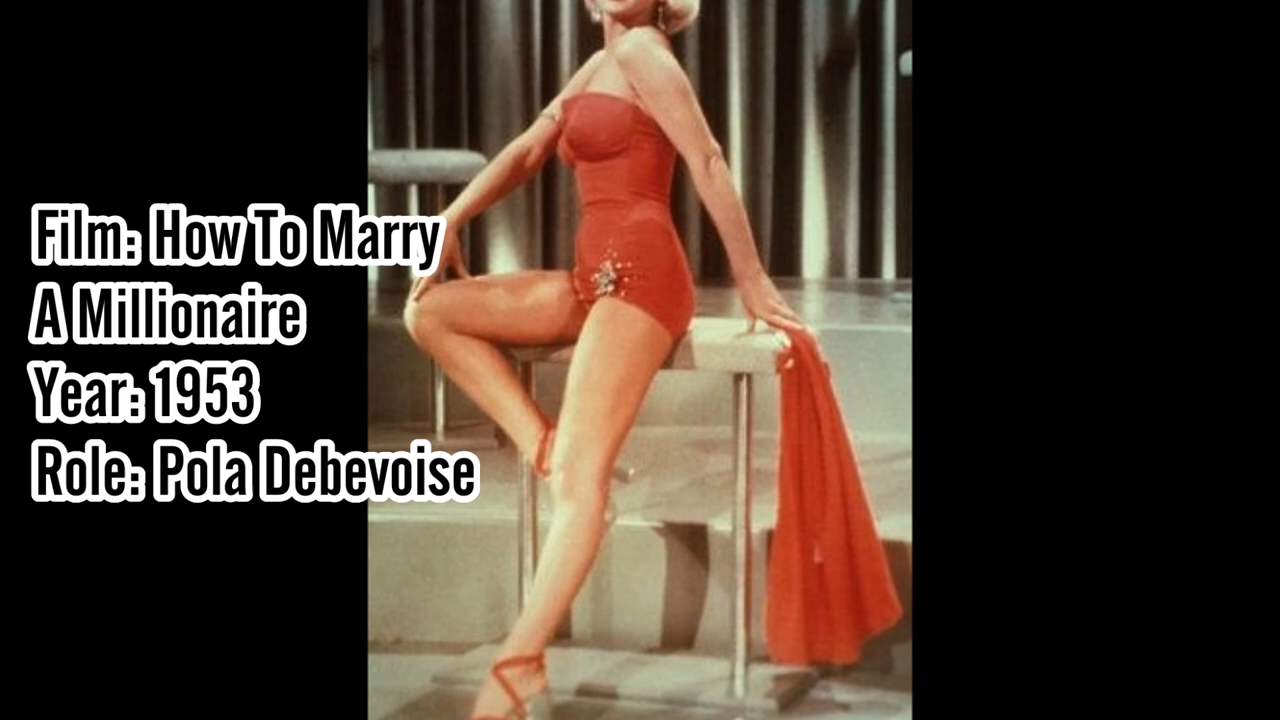 Film: How To Marry
A Millionaire
Year: 1953
Role: Pola Debevoise